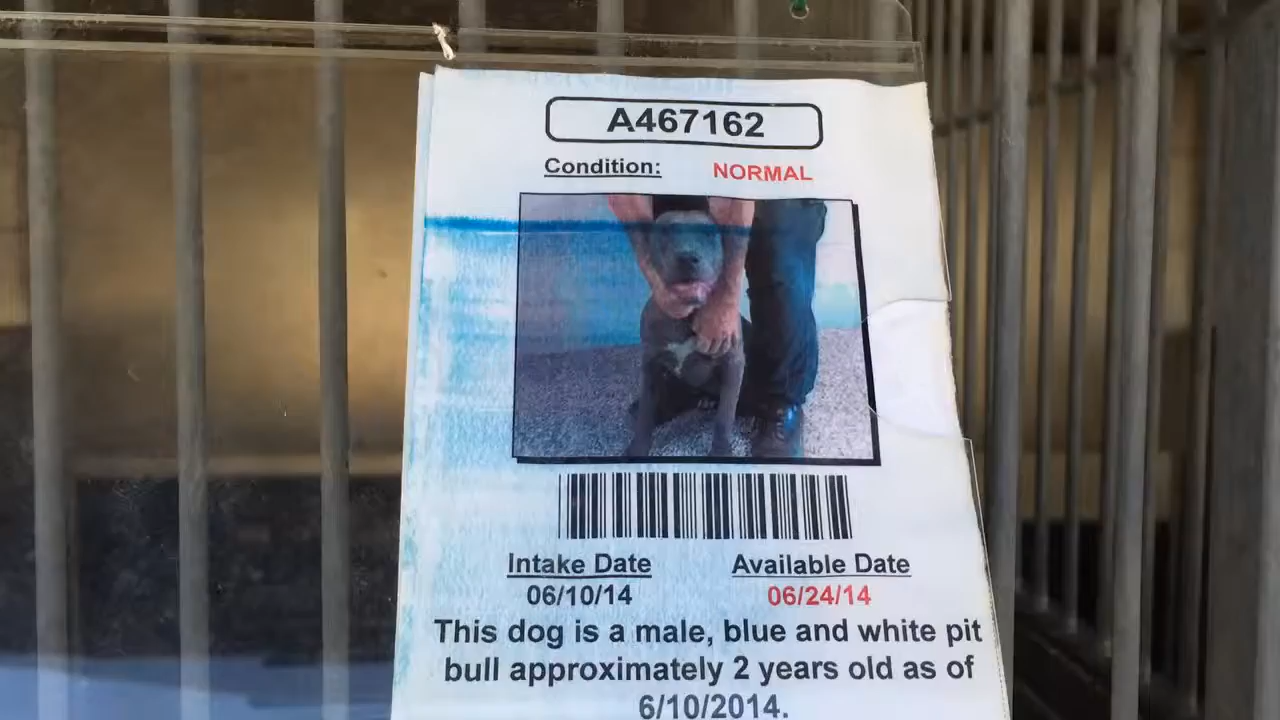 A467162
Condition: NORMAL
Intake Date Available Date
06/10/14 06/24/14
This dog is a male, blue and white pit
bull approximately 2 years old as of
6/10/2014.